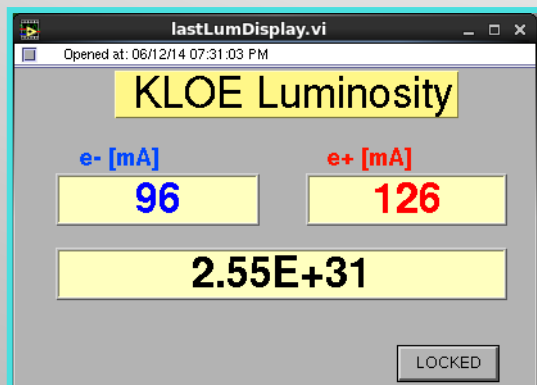 lastLumDisplay.vi
Opened at: 06/12/14 07:31:03 PM
KLOE Luminosity
e- [mA] e+ [mA]
96 126
2.55E+31
LOCKED